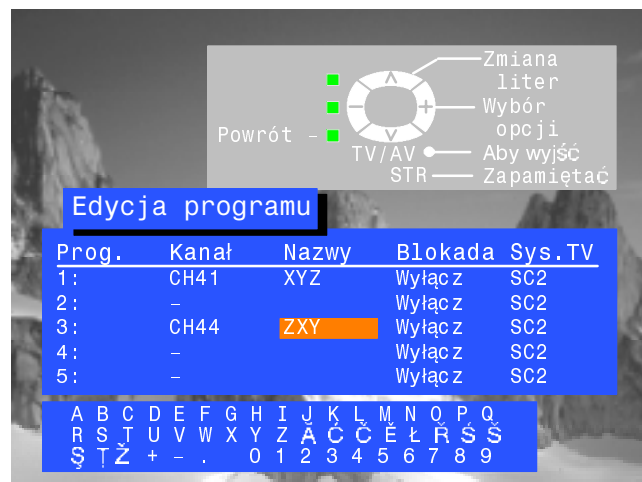 Zmiana
liter
Wybór
opcji
Powrót –
TV/AV Aby wyjść
STR Zapamiętać
Edycja programu
Prog. Kanał Nazwy Blokada Sys.TV
1: CH41 XYZ Wyłącz SC2
2: – Wyłącz SC2
3: CH44 ZXY Wyłącz SC2
4: – Wyłącz SC2
5: – Wyłącz SC2
A B C D E F G H I J K L M N O P Q
R S T U V W X Y Z Ă Ć Č Ě Ł Ř Ś Š
Ş Ţ Ž + – . 0 1 2 3 4 5 6 7 8 9